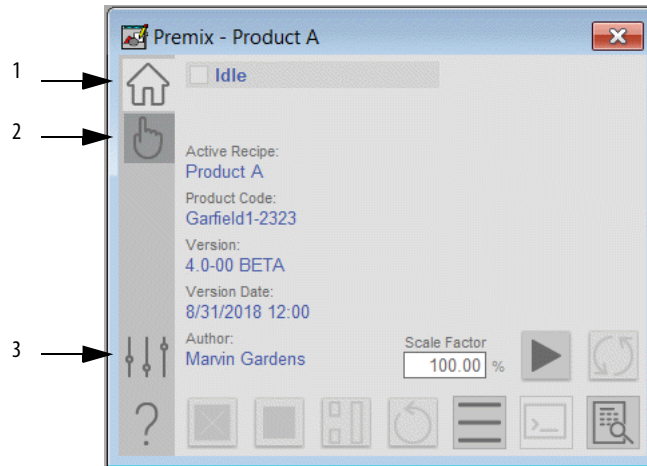 Premix - Product A
1
Idle
2
Active Recipe:
Product A
Product Code:
Garfield1-2323
Version:
4.0-00 BETA
Version Date:
8/31/2018 12:00
3
Author:
Marvin Gardens
Scale Factor
100.00 %
?